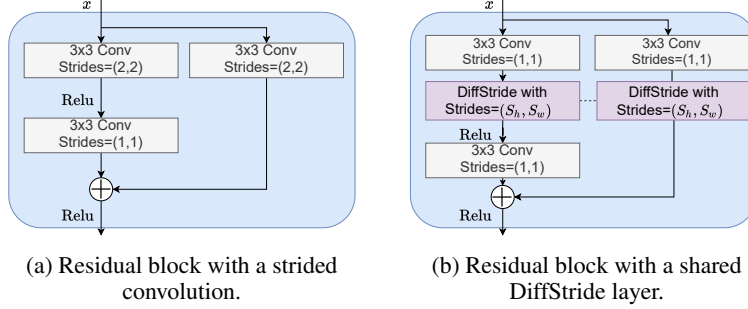 x
3x3 Conv
Strides=(2,2)
3x3 Conv
Strides=(2,2)
Relu
3x3 Conv
Strides=(1,1)
Relu
(a) Residual block with a strided
convolution.
x
3x3 Conv
Strides=(1,1)
3x3 Conv
Strides=(1,1)
DiffStride with
Strides=(S_h, S_w)
DiffStride with
Strides=(S_h, S_w)
Relu
3x3 Conv
Strides=(1,1)
Relu
(b) Residual block with a shared
DiffStride layer.